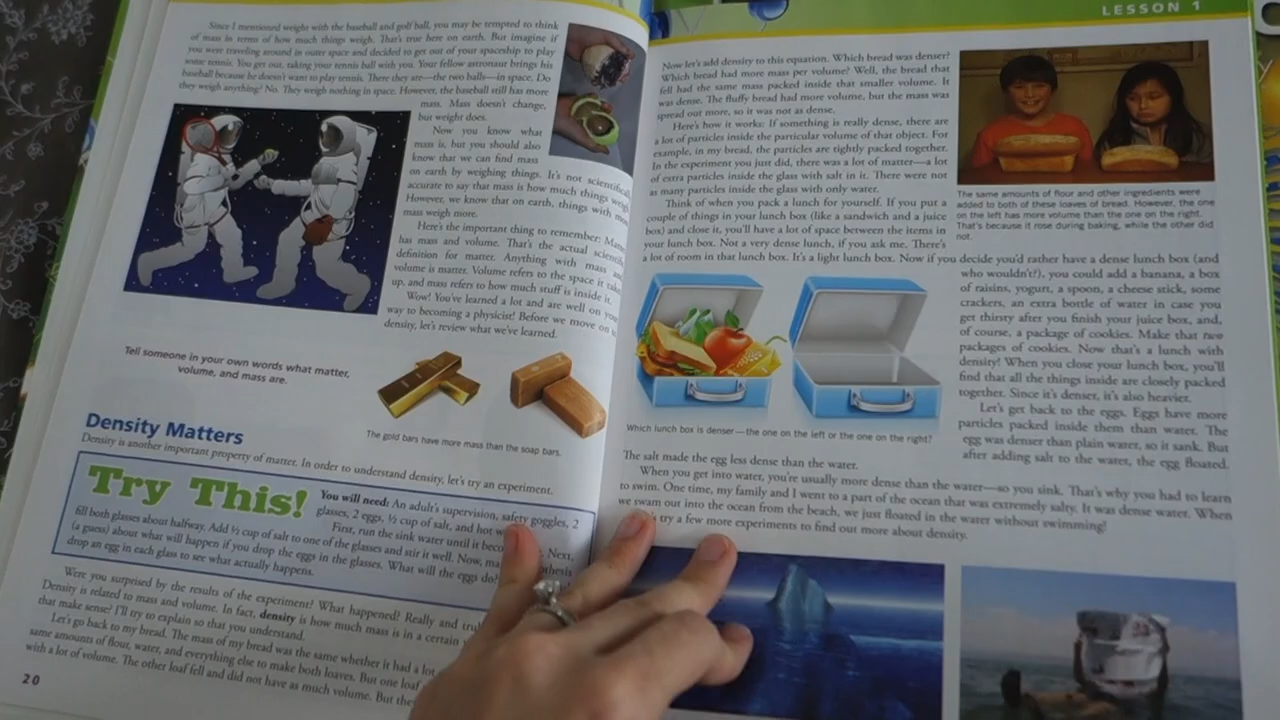 Since I mentioned weight with the baseball and golf ball, you may be tempted to think
of mass in terms of how much things weigh. That's true here on earth. But imagine if
you were traveling around in outer space and decided to get out of your spaceship to play
some tennis. You get out, taking your tennis ball with you. Your fellow astronaut brings his
baseball because he doesn't want to play tennis. There they are—the two balls—in space. Do
they weigh anything? No. They weigh nothing in space. However, the baseball still has more
mass. Mass doesn't change,
but weight does.
Now you know what
mass is, but you should also
know that we can find mass
on earth by weighing things. It's not scientifically
accurate to say that mass is how much things weigh.
However, we know that on earth, things with more
mass weigh more.
Here's the important thing to remember: Matter
has mass and volume. That's the actual scientific
definition for matter. Anything with mass and
volume is matter. Volume refers to the space it takes
up, and mass refers to how much stuff is inside it.
Wow! You've learned a lot and are well on your
way to becoming a physicist! Before we move on to
density, let's review what we've learned.
Tell someone in your own words what matter,
volume, and mass are.
The gold bars have more mass than the soap bars.
Density Matters
Density is another important property of matter. In order to understand density, let's try an experiment.
Try This!
You will need: An adult's supervision, safety goggles, 2
glasses, 2 eggs, ½ cup of salt, and hot
First, run the sink water until it Next,
fill both glasses about halfway. Add ½ cup of salt to one of the glasses and stir it well. Now,
(a guess) about what will happen if you drop the eggs in the glasses. What will the eggs do?
drop an egg in each glass to see what actually happens.
Were you surprised by the results of the experiment? What happened? Really and
Density is related to mass and volume. In fact, density is how much mass is in a certain
that make sense? I'll try to explain so that you understand.
Let's go back to my bread. The mass of my bread was the same whether it had a lot
same amounts of flour, water, and everything else to make both loaves. But one loaf
with a lot of volume. The other loaf fell and did not have as much volume. But
20
LESSON 1
Now let's add density to this equation. Which bread was denser?
Which bread had more mass per volume? Well, the bread that
fell had the same mass packed inside that smaller volume. It
was dense. The fluffy bread had more volume, but the mass was
spread out more, so it was not as dense.
Here's how it works: If something is really dense, there are
a lot of particles inside the particular volume of that object. For
example, in my bread, the particles are tightly packed together.
In the experiment you just did, there was a lot of matter—a lot
of extra particles inside the glass with salt in it. There were not
as many particles inside the glass with only water.
Think of when you pack a lunch for yourself. If you put a
couple of things in your lunch box (like a sandwich and a juice
box) and close it, you'll have a lot of space between the items in
your lunch box. Not a very dense lunch, if you ask me. There's
a lot of room in that lunch box. It's a light lunch box. Now if you decide you'd rather have a dense lunch box (and
who wouldn't?), you could add a banana, a box
of raisins, yogurt, a spoon, a cheese stick, some
crackers, an extra bottle of water in case you
get thirsty after you finish your juice box, and,
of course, a package of cookies. Make that two
packages of cookies. Now that's a lunch with
density! When you close your lunch box, you'll
find that all the things inside are closely packed
together. Since it's denser, it's also heavier.
Let's get back to the eggs. Eggs have more
particles packed inside them than water. The
egg was denser than plain water, so it sank. But
after adding salt to the water, the egg floated.
The same amounts of flour and other ingredients were
added to both of these loaves of bread. However, the one
on the left has more volume than the one on the right.
That's because it rose during baking, while the other did
not.
Which lunch box is denser—the one on the left or the one on the right?
The salt made the egg less dense than the water.
When you get into water, you're usually more dense than the water—so you sink. That's why you had to learn
to swim. One time, my family and I went to a part of the ocean that was extremely salty. It was dense water. When
we swam out into the ocean from the beach, we just floated in the water without swimming!
try a few more experiments to find out more about density.